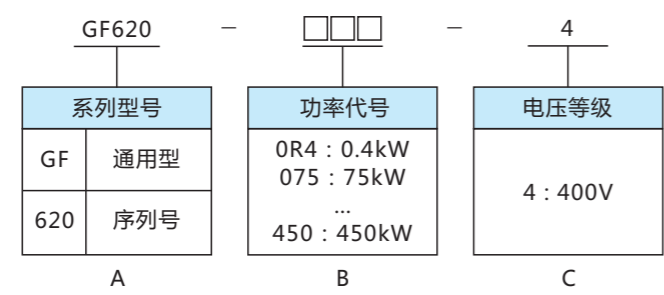 GF620 － □□□ － 4
系列型号 功率代号 电压等级
GF 通用型
620 序列号
0R4：0.4kW
075：75kW
...
450：450kW
4：400V
A B C